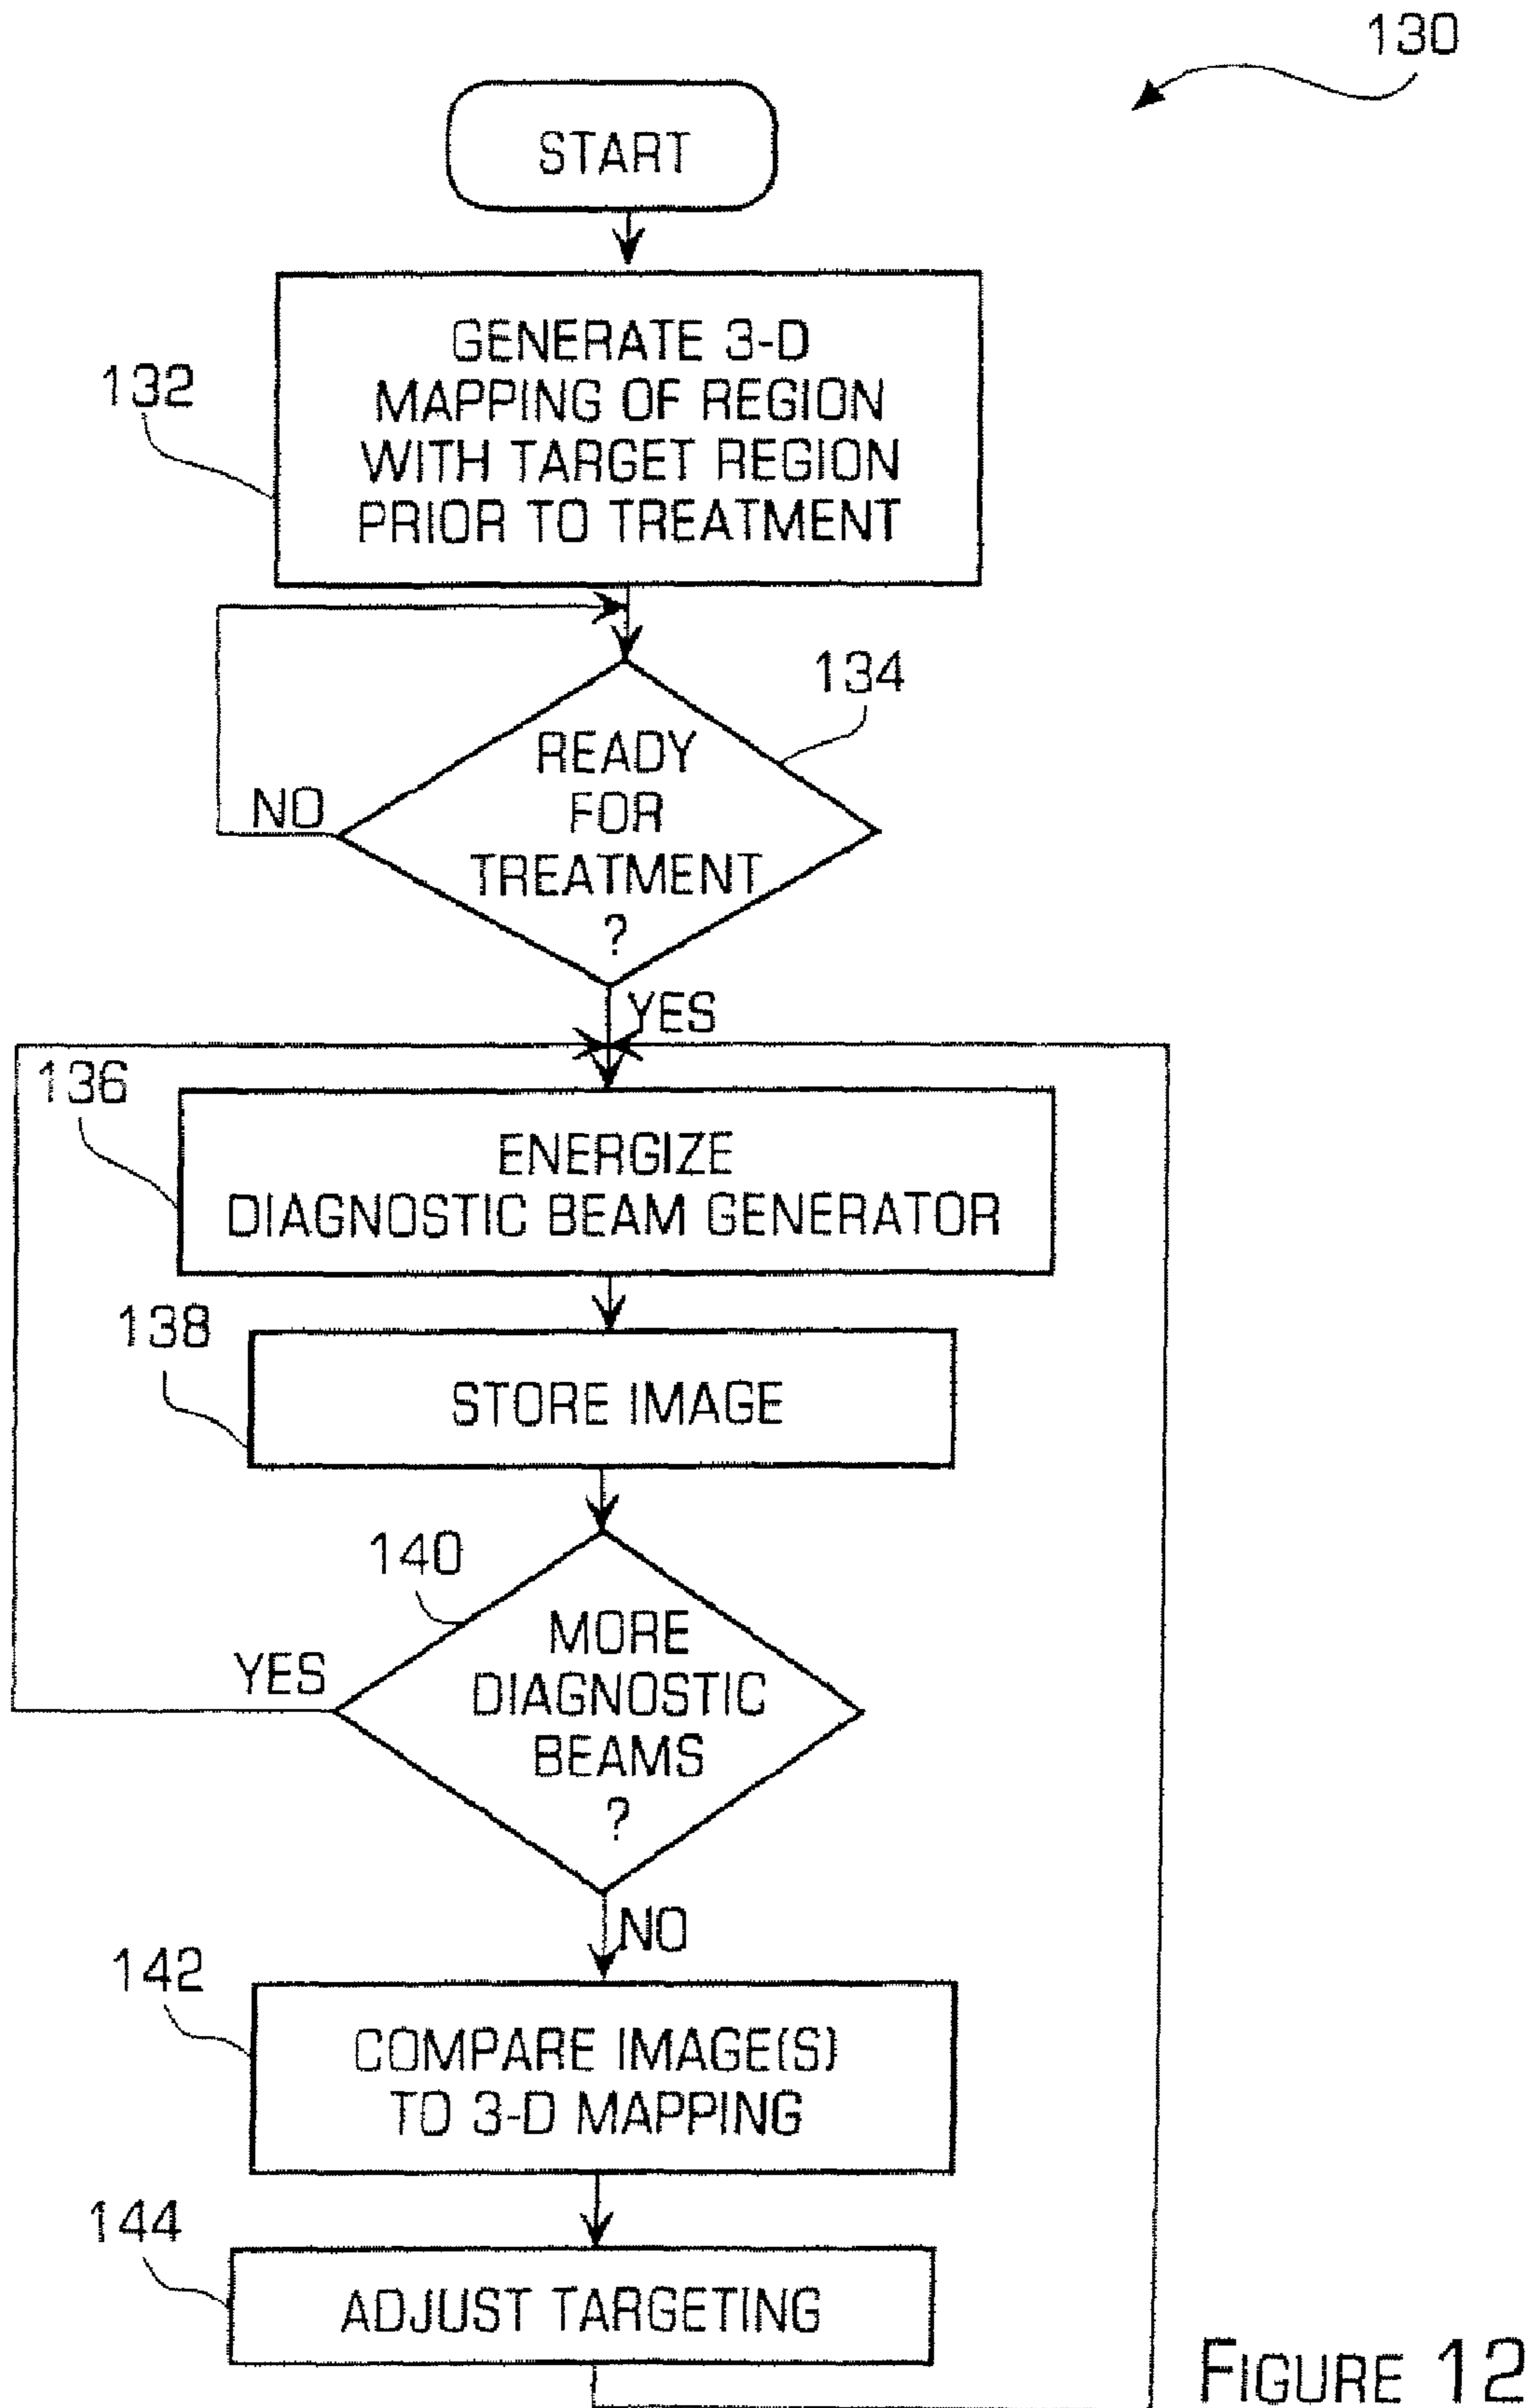 130
START
GENERATE 3-D
MAPPING OF REGION
WITH TARGET REGION
PRIOR TO TREATMENT
132
134
READY
FOR
TREATMENT
?
NO
YES
136
ENERGIZE
DIAGNOSTIC BEAM GENERATOR
138
STORE IMAGE
140
MORE
DIAGNOSTIC
BEAMS
?
YES
NO
142
COMPARE IMAGE(S)
TO 3-D MAPPING
144
ADJUST TARGETING
FIGURE 12